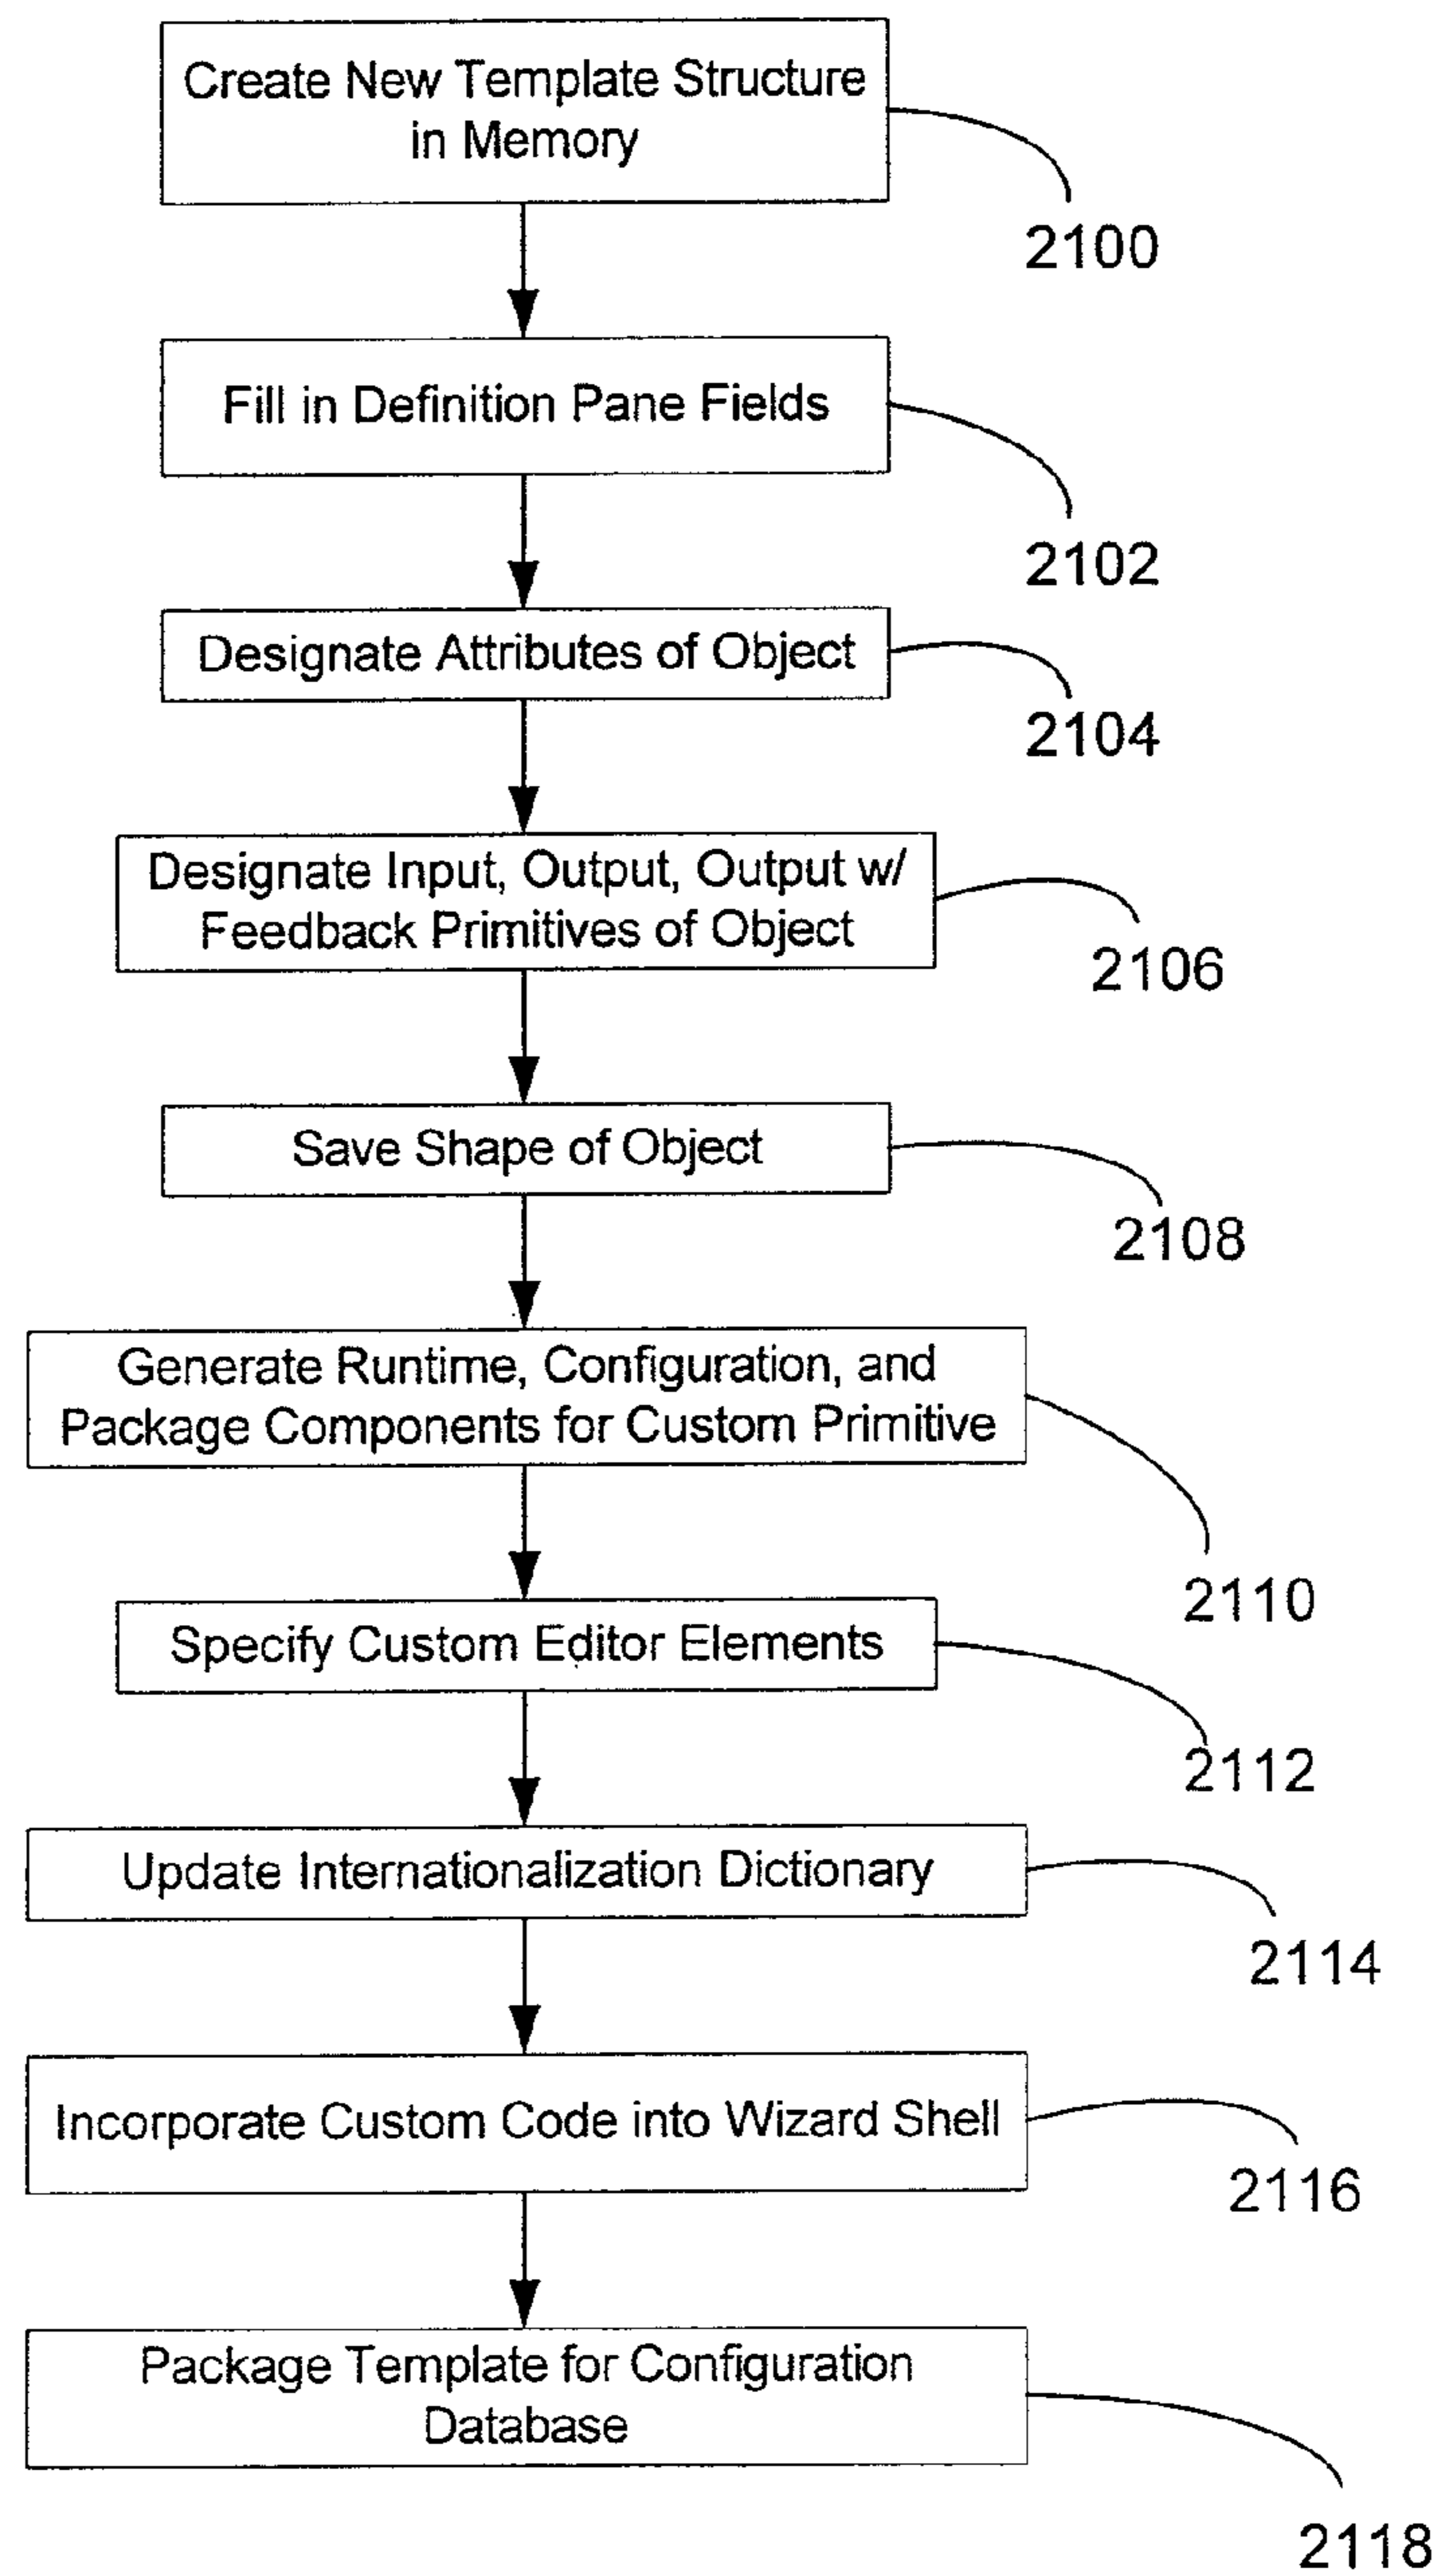 Create New Template Structure
in Memory
2100
Fill in Definition Pane Fields
2102
Designate Attributes of Object
2104
Designate Input, Output, Output w/
Feedback Primitives of Object
2106
Save Shape of Object
2108
Generate Runtime, Configuration, and
Package Components for Custom Primitive
2110
Specify Custom Editor Elements
2112
Update Internationalization Dictionary
2114
Incorporate Custom Code into Wizard Shell
2116
Package Template for Configuration
Database
2118